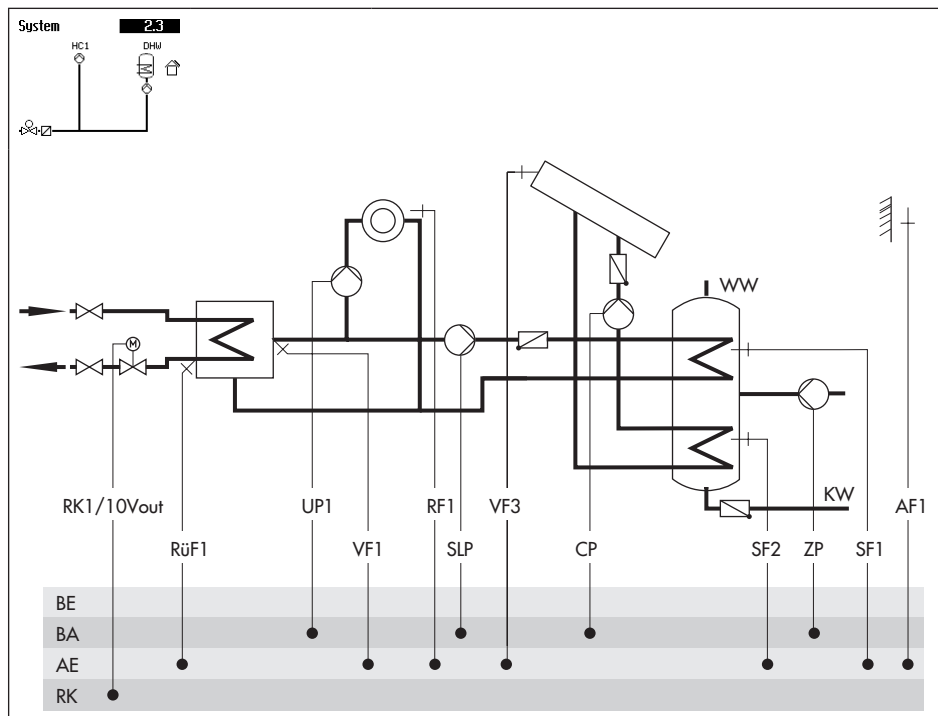 System 2.3
HC1 DHW
M
WW
KW
RK1/10Vout UP1 RF1 VF3 AF1
RüF1 VF1 SLP CP SF2 ZP SF1
BE
BA
AE
RK